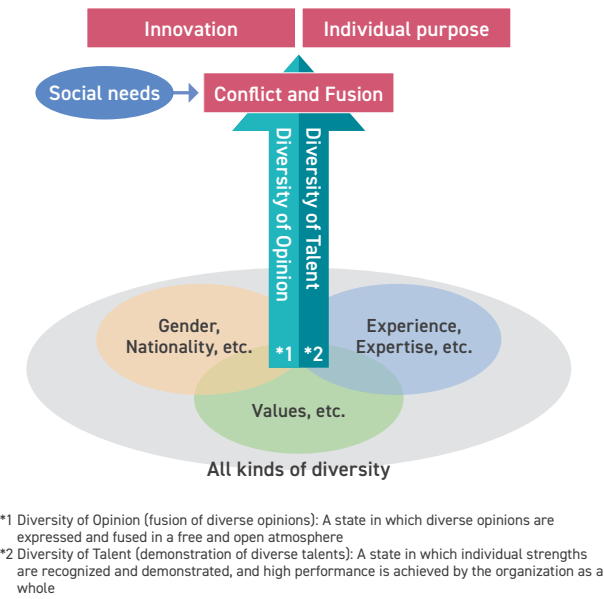 Innovation
Individual purpose
Social needs
Conflict and Fusion
Diversity of Opinion
Diversity of Talent
*1
*2
Gender,
Nationality, etc.
Experience,
Expertise, etc.
Values, etc.
All kinds of diversity
*1 Diversity of Opinion (fusion of diverse opinions): A state in which diverse opinions are
expressed and fused in a free and open atmosphere
*2 Diversity of Talent (demonstration of diverse talents): A state in which individual strengths
are recognized and demonstrated, and high performance is achieved by the organization as a
whole